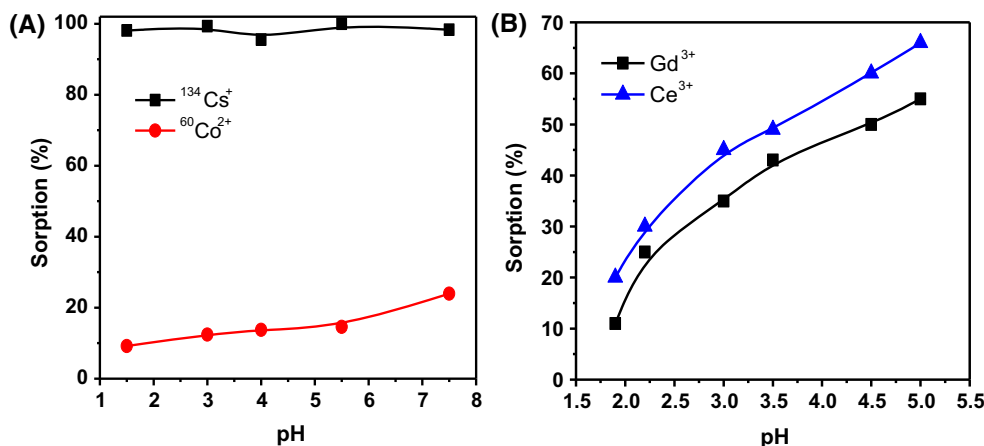 (A)
Sorption (%)
100
80
60
40
20
0
¹³⁴Cs⁺
⁶⁰Co²⁺
1 2 3 4 5 6 7 8
pH
(B)
Sorption (%)
70
60
50
40
30
20
10
0
Gd³⁺
Ce³⁺
1.5 2.0 2.5 3.0 3.5 4.0 4.5 5.0 5.5
pH